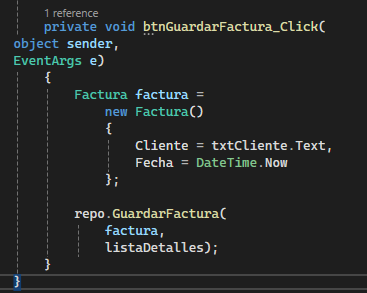 1 reference
private void btnGuardarFactura_Click(
object sender,
EventArgs e)
{
Factura factura =
new Factura()
{
Cliente = txtCliente.Text,
Fecha = DateTime.Now
};
repo.GuardarFactura(
factura,
listaDetalles);
}
}